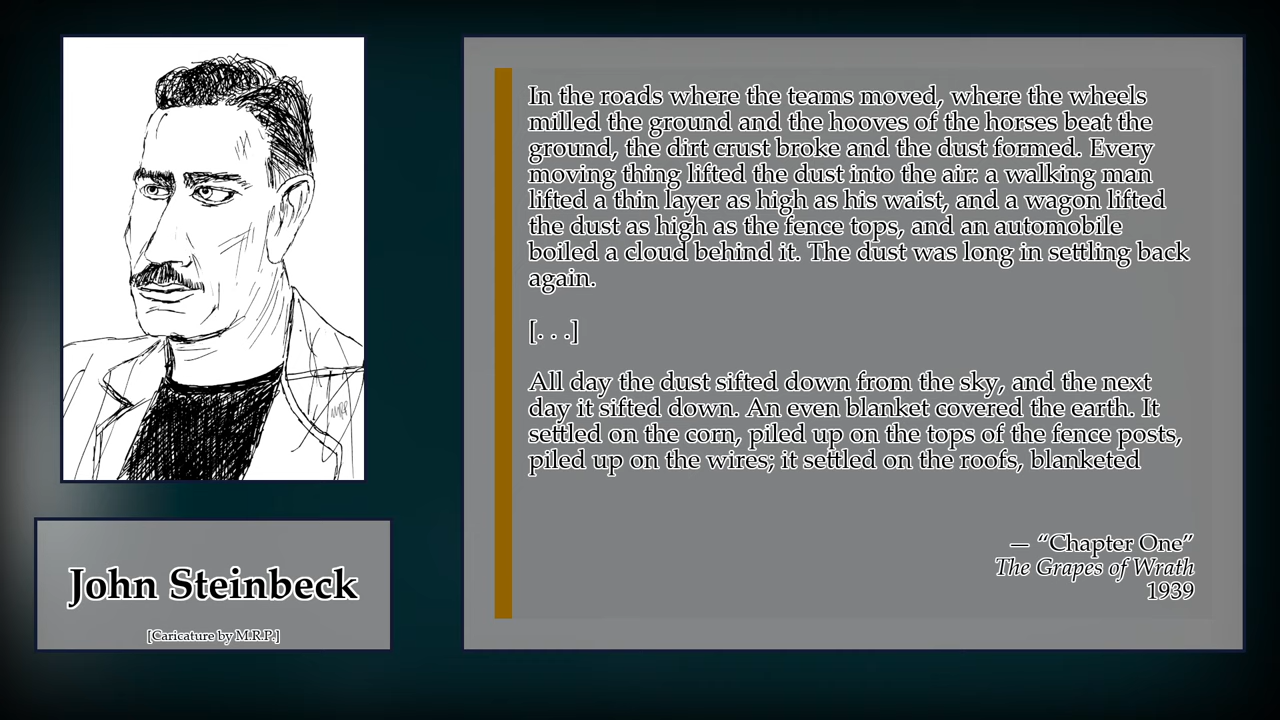 In the roads where the teams moved, where the wheels
milled the ground and the hooves of the horses beat the
ground, the dirt crust broke and the dust formed. Every
moving thing lifted the dust into the air: a walking man
lifted a thin layer as high as his waist, and a wagon lifted
the dust as high as the fence tops, and an automobile
boiled a cloud behind it. The dust was long in settling back
again.
[. . .]
All day the dust sifted down from the sky, and the next
day it sifted down. An even blanket covered the earth. It
settled on the corn, piled up on the tops of the fence posts,
piled up on the wires; it settled on the roofs, blanketed
— “Chapter One”
The Grapes of Wrath
1939
MRP
John Steinbeck
[Caricature by M.R.P.]